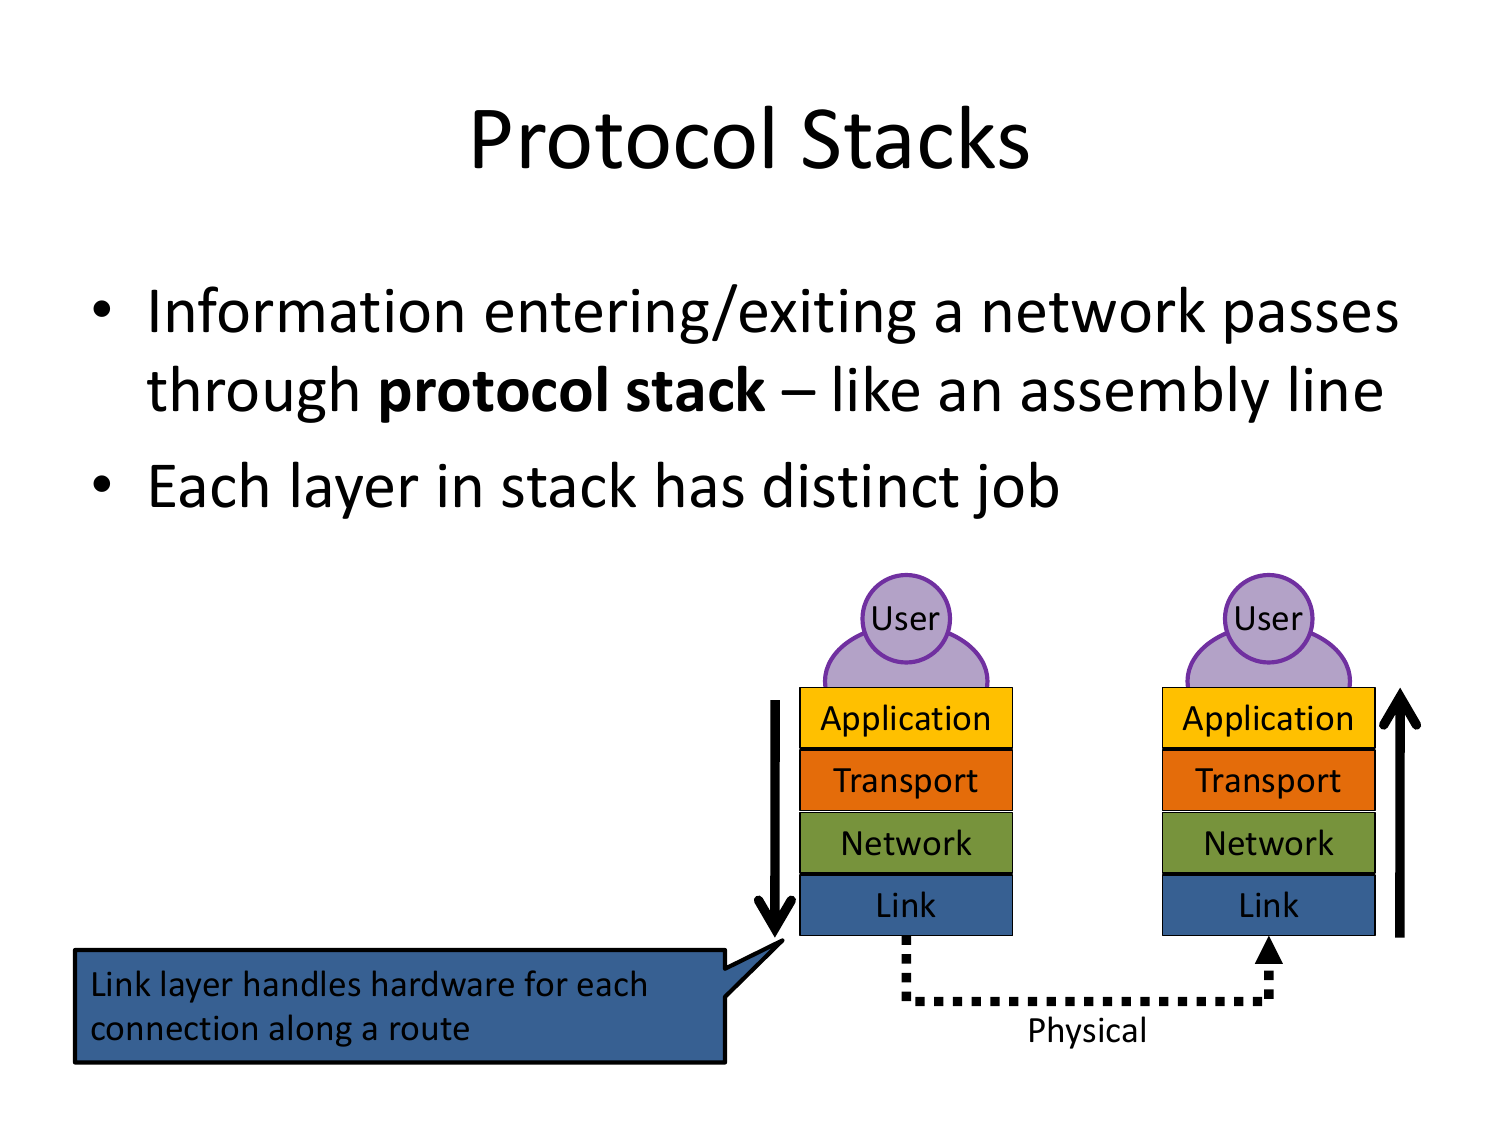 Protocol Stacks
• Information entering/exiting a network passes
through protocol stack – like an assembly line
• Each layer in stack has distinct job
User
User
Application
Application
Transport
Transport
Network
Network
Link
Link
Link layer handles hardware for each
connection along a route
Physical